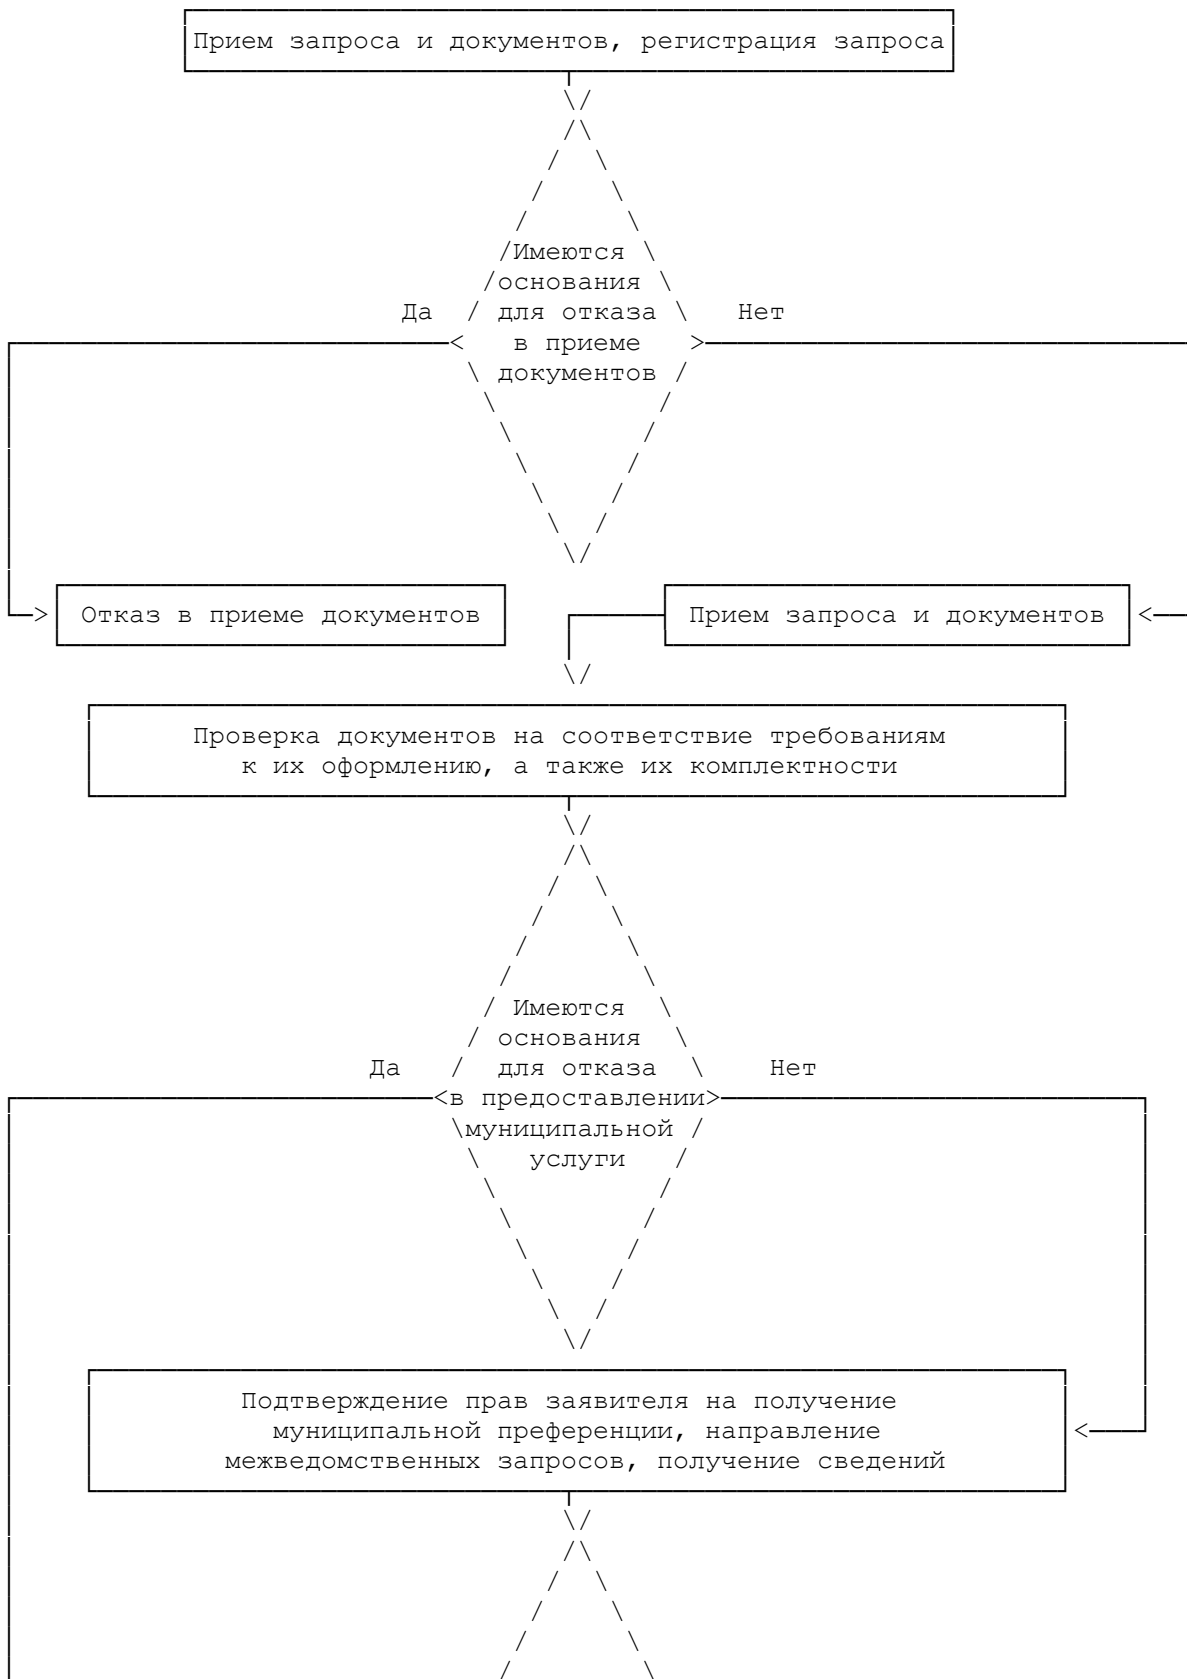 Прием запроса и документов, регистрация запроса
Имеются
основания
Да для отказа Нет
в приеме
документов
Отказ в приеме документов Прием запроса и документов
Проверка документов на соответствие требованиям
к их оформлению, а также их комплектности
Имеются
основания
Да для отказа Нет
в предоставлении
муниципальной
услуги
Подтверждение прав заявителя на получение
муниципальной преференции, направление
межведомственных запросов, получение сведений